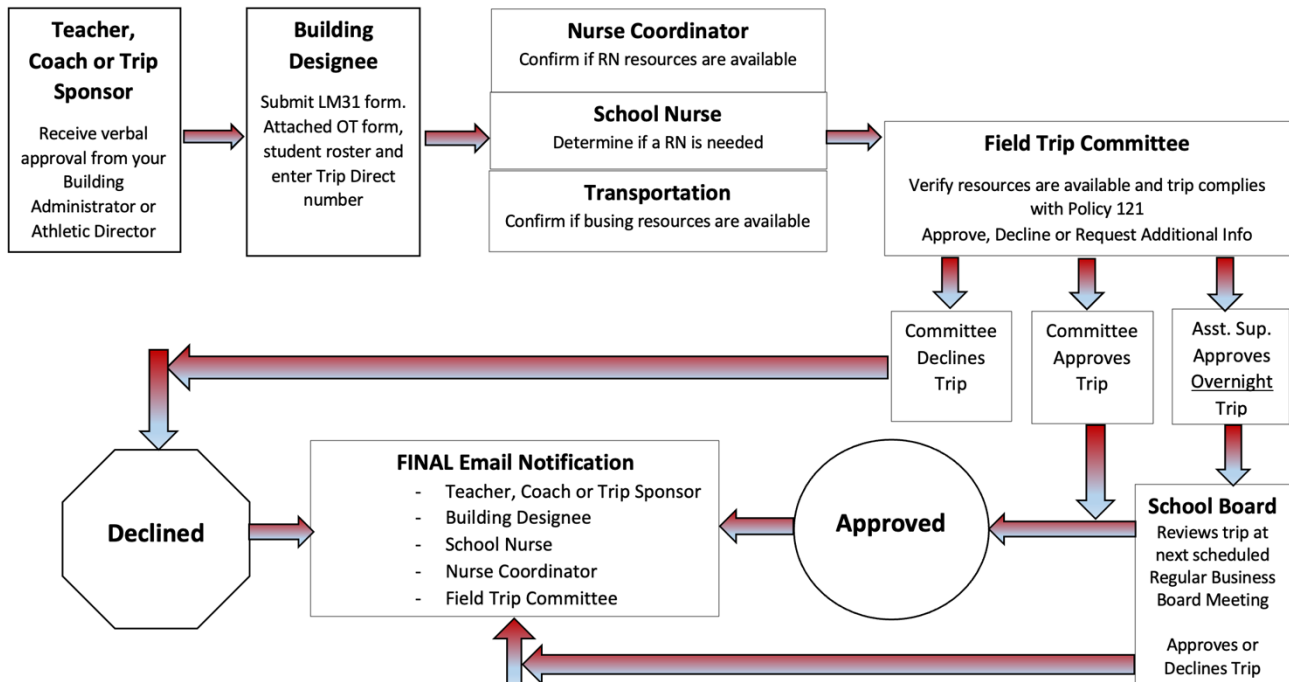 Teacher,
Coach or Trip
Sponsor
Receive verbal
approval from your
Building
Administrator or
Athletic Director
Building
Designee
Submit LM31 form.
Attached OT form,
student roster and
enter Trip Direct
number
Nurse Coordinator
Confirm if RN resources are available
School Nurse
Determine if a RN is needed
Transportation
Confirm if busing resources are available
Field Trip Committee
Verify resources are available and trip complies
with Policy 121
Approve, Decline or Request Additional Info
Committee
Declines
Trip
Committee
Approves
Trip
Asst. Sup.
Approves
Overnight
Trip
Declined
FINAL Email Notification
- Teacher, Coach or Trip Sponsor
- Building Designee
- School Nurse
- Nurse Coordinator
- Field Trip Committee
Approved
School Board
Reviews trip at
next scheduled
Regular Business
Board Meeting
Approves or
Declines Trip